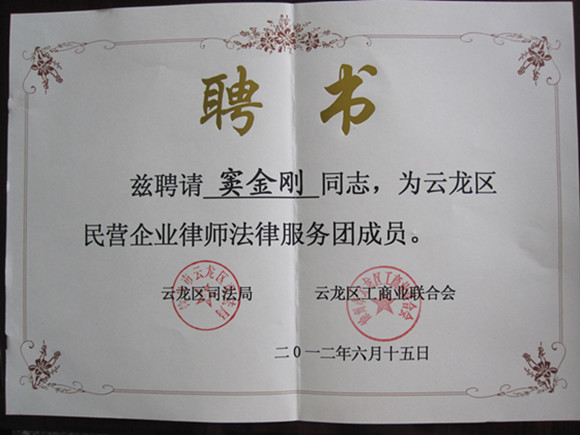 聘书
兹聘请 窦金刚 同志，为云龙区
民营企业律师法律服务团成员。
云龙区司法局 云龙区工商业联合会
二0一二年六月十五日